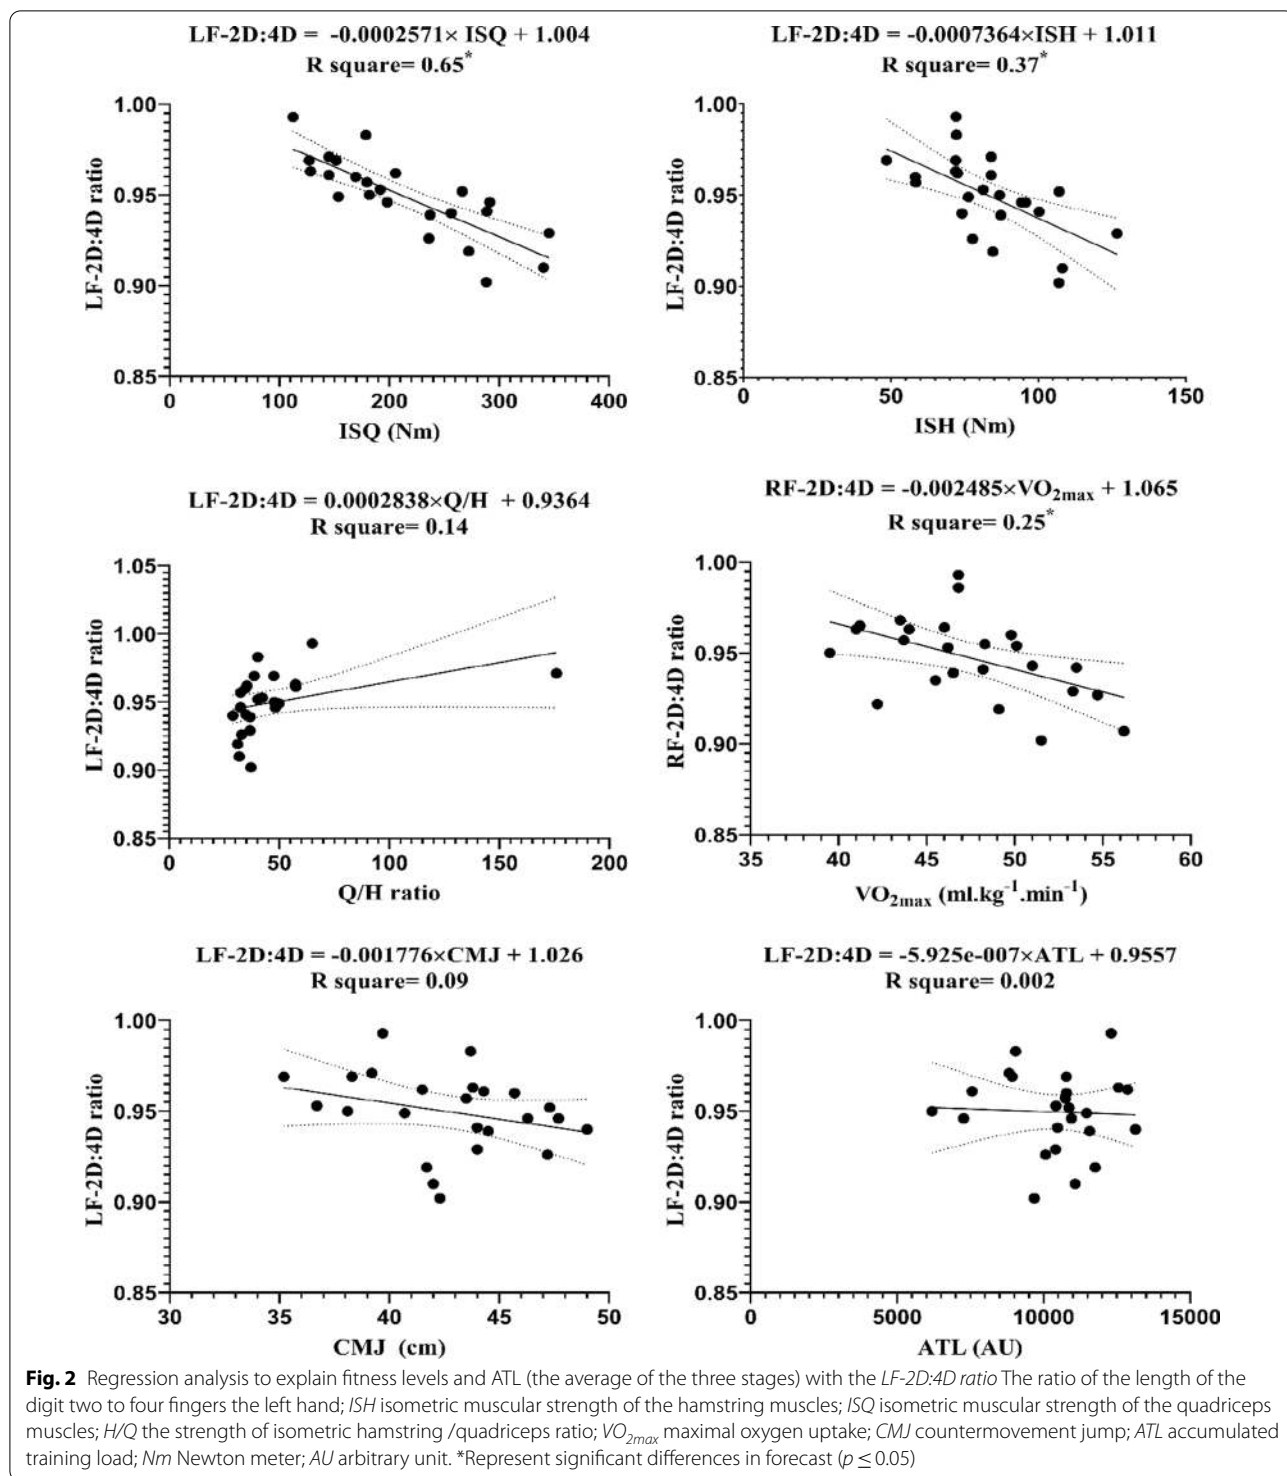 LF-2D:4D = -0.0002571× ISQ + 1.004
R square= 0.65*
LF-2D:4D ratio
1.00
0.95
0.90
0.85
0 100 200 300 400
ISQ (Nm)
LF-2D:4D = -0.0007364×ISH + 1.011
R square= 0.37*
LF-2D:4D ratio
1.00
0.95
0.90
0.85
0 50 100 150
ISH (Nm)
LF-2D:4D = 0.0002838×Q/H + 0.9364
R square= 0.14
LF-2D:4D ratio
1.05
1.00
0.95
0.90
0.85
0 50 100 150 200
Q/H ratio
RF-2D:4D = -0.002485×VO2max + 1.065
R square= 0.25*
RF-2D:4D ratio
1.00
0.95
0.90
0.85
35 40 45 50 55 60
VO2max (ml.kg-1.min-1)
LF-2D:4D = -0.001776×CMJ + 1.026
R square= 0.09
LF-2D:4D ratio
1.00
0.95
0.90
0.85
30 35 40 45 50
CMJ (cm)
LF-2D:4D = -5.925e-007×ATL + 0.9557
R square= 0.002
LF-2D:4D ratio
1.00
0.95
0.90
0.85
0 5000 10000 15000
ATL (AU)
Fig. 2 Regression analysis to explain fitness levels and ATL (the average of the three stages) with the LF-2D:4D ratio The ratio of the length of the
digit two to four fingers the left hand; ISH isometric muscular strength of the hamstring muscles; ISQ isometric muscular strength of the quadriceps
muscles; H/Q the strength of isometric hamstring /quadriceps ratio; VO2max maximal oxygen uptake; CMJ countermovement jump; ATL accumulated
training load; Nm Newton meter; AU arbitrary unit. *Represent significant differences in forecast (p ≤ 0.05)